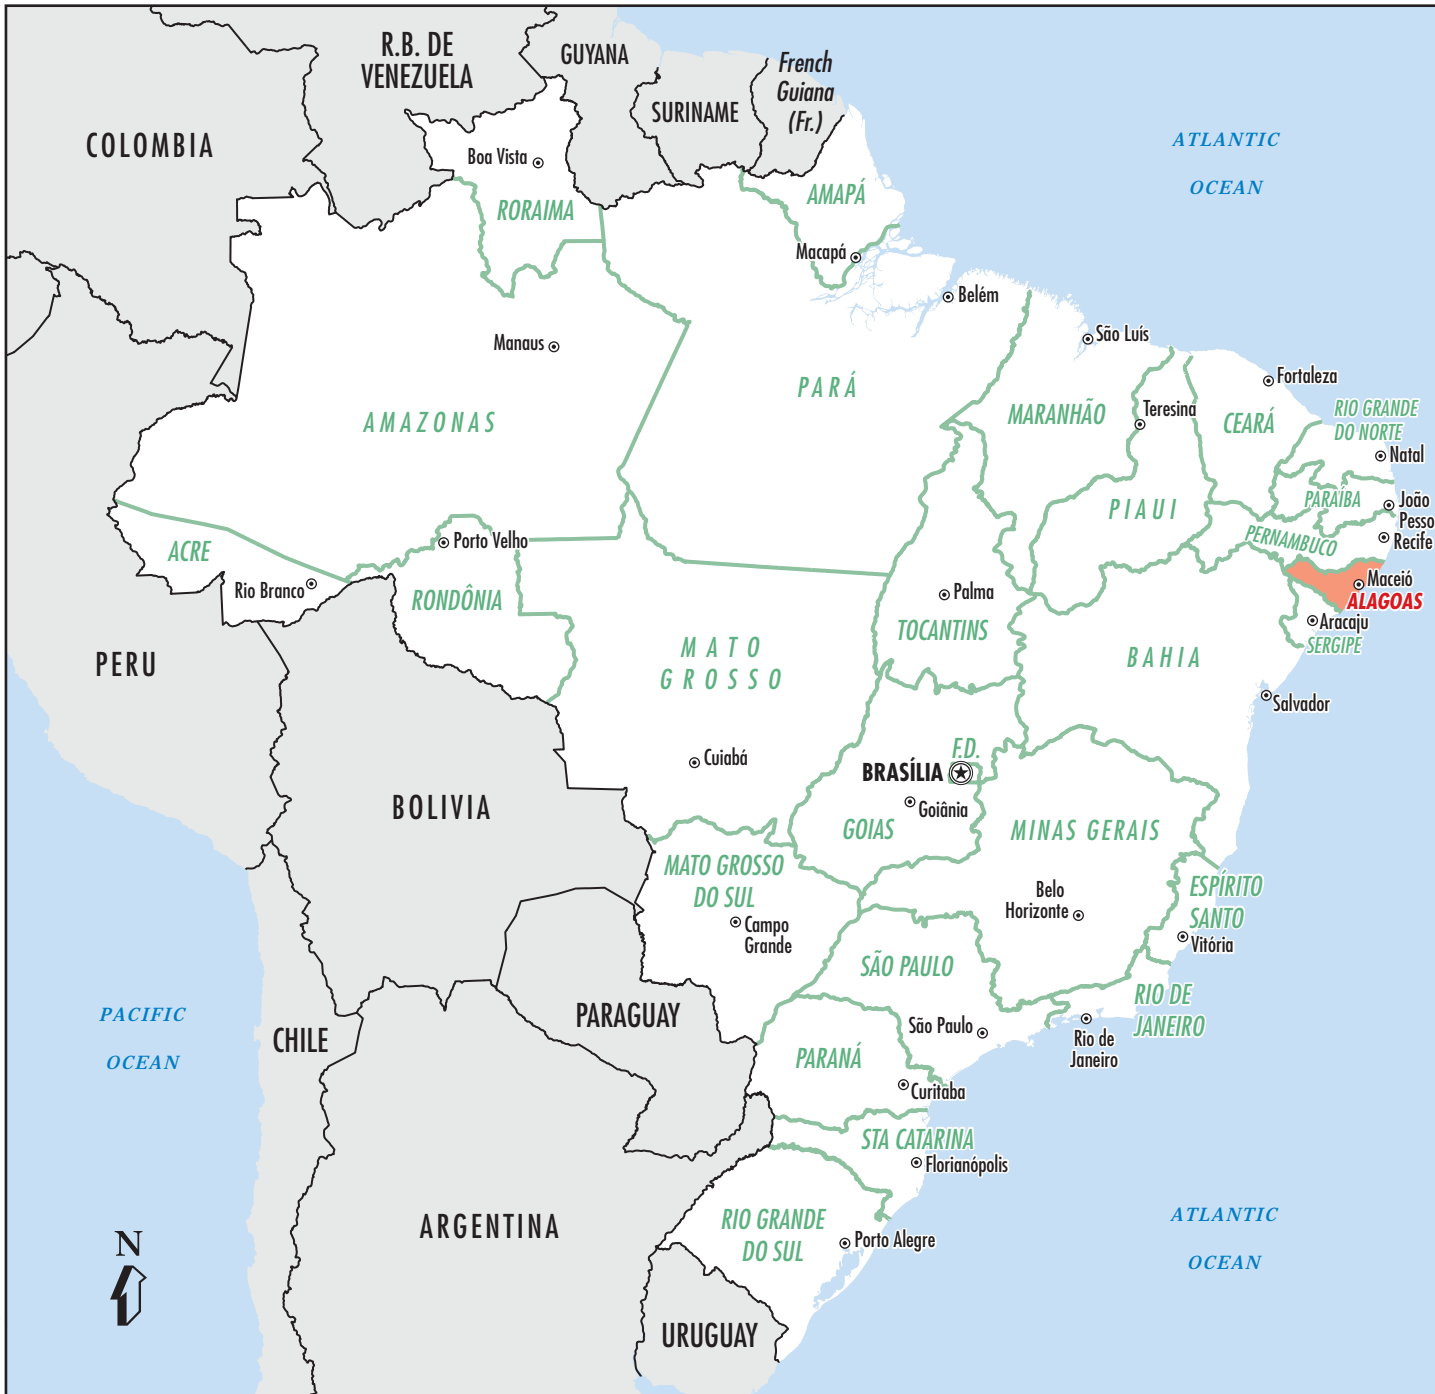 R.B. DE
VENEZUELA
GUYANA
French
Guiana
(Fr.)
SURINAME
COLOMBIA
ATLANTIC
OCEAN
Boa Vista
RORAIMA
AMAPÁ
Macapá
Belém
Manaus
São Luís
PARÁ
Fortaleza
AMAZONAS
MARANHÃO
Teresina
CEARÁ
RIO GRANDE
DO NORTE
Natal
PARAÍBA
João
Pesso
PIAUI
PERNAMBUCO
Recife
ACRE
Porto Velho
Rio Branco
RONDÔNIA
Palma
TOCANTINS
Maceió
ALAGOAS
Aracaju
SERGIPE
PERU
MATO
GROSSO
BAHIA
Salvador
Cuiabá
F.D.
BRASÍLIA
Goiânia
GOIAS
MINAS GERAIS
BOLIVIA
MATO GROSSO
DO SUL
Campo
Grande
Belo
Horizonte
ESPÍRITO
SANTO
Vitória
SÃO PAULO
PACIFIC
OCEAN
CHILE
PARAGUAY
São Paulo
RIO DE
JANEIRO
Rio de
Janeiro
PARANÁ
Curitaba
STA CATARINA
Florianópolis
ARGENTINA
RIO GRANDE
DO SUL
Porto Alegre
ATLANTIC
OCEAN
N
URUGUAY